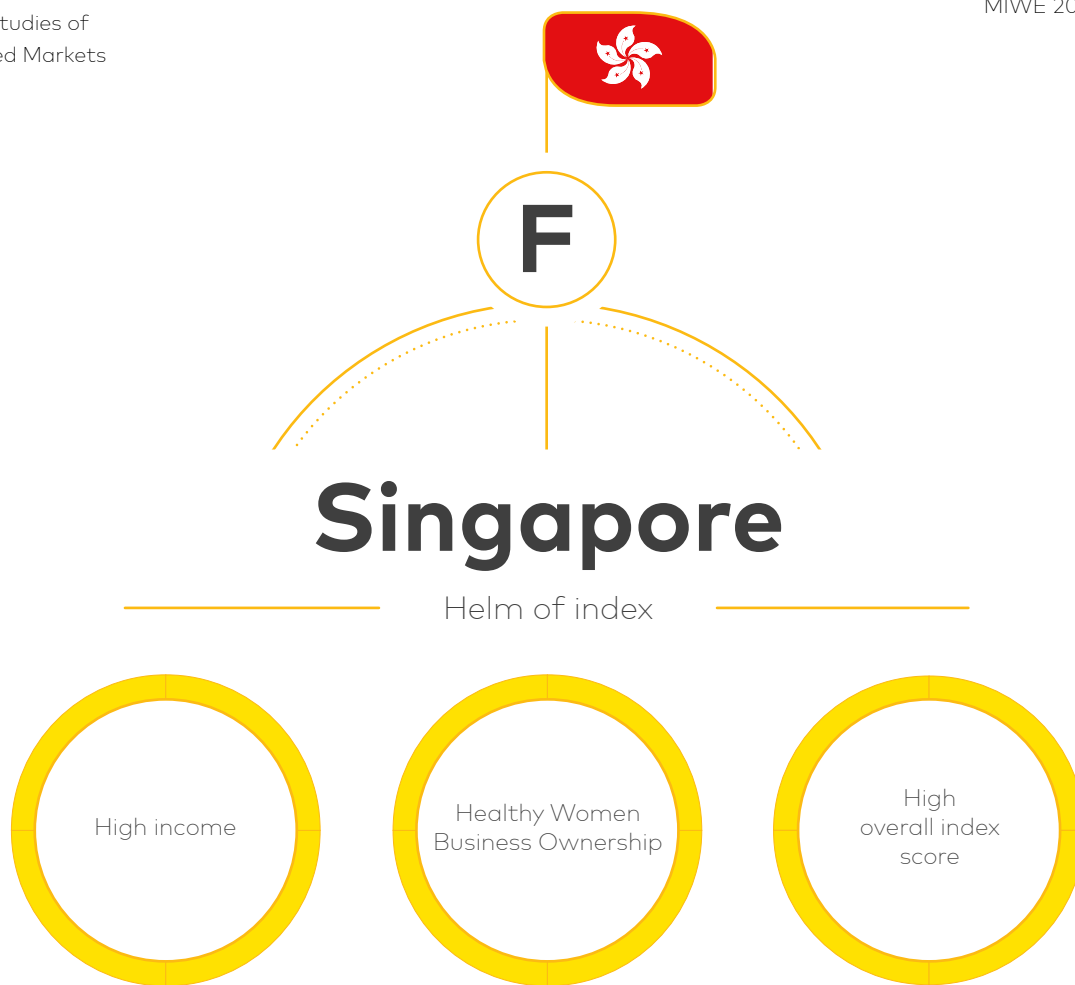 tudies of
MIWE 20
ed Markets
F
Singapore
Helm of index
High income
Healthy Women
Business Ownership
High
overall index
score